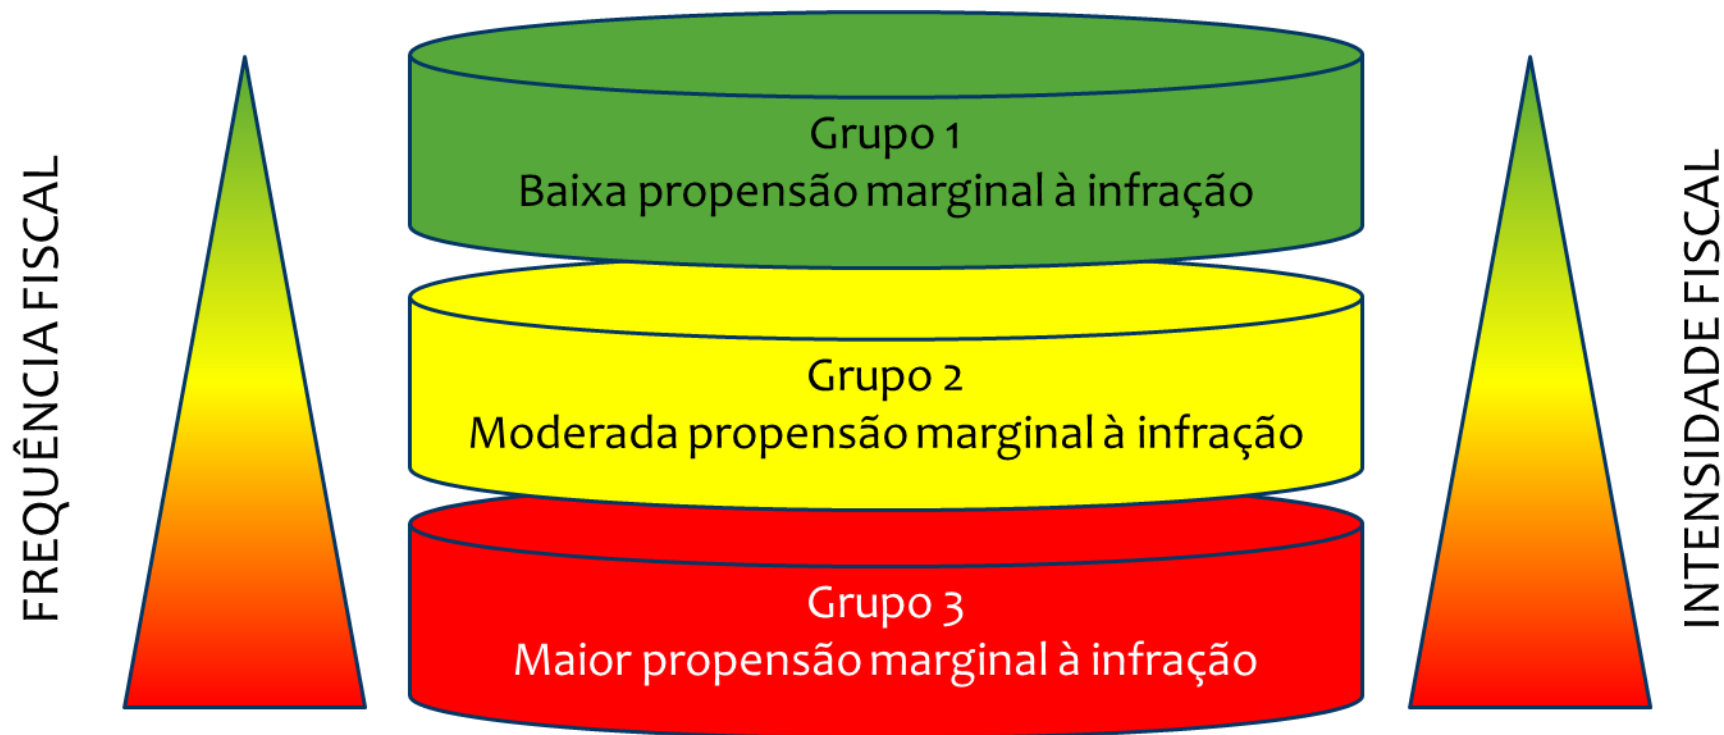 FREQUÊNCIA FISCAL
Grupo 1
Baixa propensão marginal à infração
Grupo 2
Moderada propensão marginal à infração
Grupo 3
Maior propensão marginal à infração
INTENSIDADE FISCAL